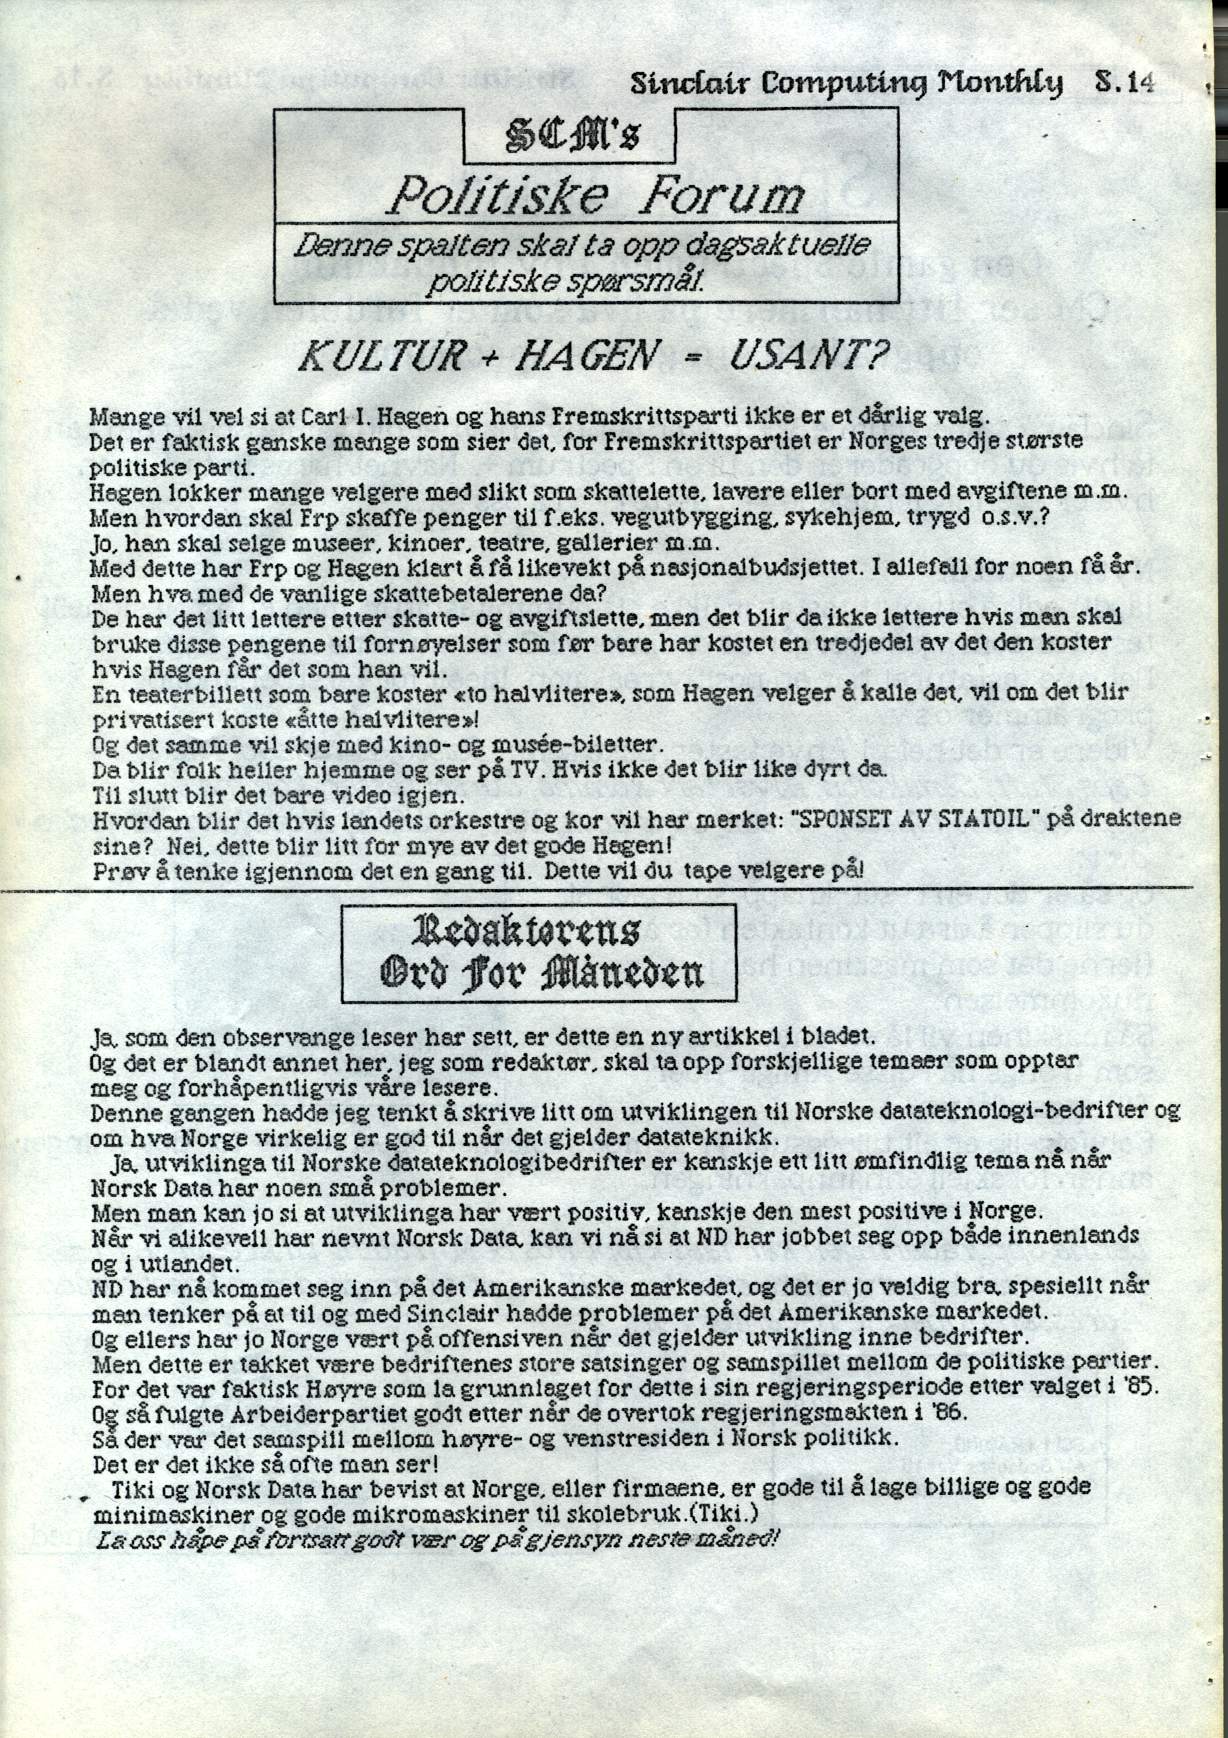 Sinclair Computing Monthly S.14
SCM's
Politiske Forum
Denne spalten skal ta opp dagsaktuelle
politiske spørsmål.
KULTUR + HAGEN = USANT?
Mange vil vel si at Carl I. Hagen og hans Fremskrittsparti ikke er et dårlig valg.
Det er faktisk ganske mange som sier det, for Fremskrittspartiet er Norges tredje største
politiske parti.
Hagen lokker mange velgere med slikt som skattelette, lavere eller bort med avgiftene m.m.
Men hvordan skal Frp skaffe penger til f.eks. vegutbygging, sykehjem, trygd o.s.v.?
Jo, han skal selge museer, kinoer, teatre, gallerier m.m.
Med dette har Frp og Hagen klart å få likevekt på nasjonalbudsjettet. I allefall for noen få år.
Men hva med de vanlige skattebetalerene da?
De har det litt lettere etter skatte- og avgiftslette, men det blir da ikke lettere hvis man skal
bruke disse pengene til fornøyelser som før bare har kostet en tredjedel av det den koster
hvis Hagen får det som han vil.
En teaterbillett som bare koster «to halvlitere», som Hagen velger å kalle det, vil om det blir
privatisert koste «åtte halvlitere»!
Og det samme vil skje med kino- og musée-biletter.
Da blir folk heller hjemme og ser på TV. Hvis ikke det blir like dyrt da.
Til slutt blir det bare video igjen.
Hvordan blir det hvis landets orkestre og kor vil har merket: "SPONSET AV STATOIL" på draktene
sine? Nei, dette blir litt for mye av det gode Hagen!
Prøv å tenke igjennom det en gang til. Dette vil du tape velgere på!
Redaktørens
Ord For Måneden
Ja, som den observange leser har sett, er dette en ny artikkel i bladet.
Og det er blandt annet her, jeg som redaktør, skal ta opp forskjellige temaer som opptar
meg og forhåpentligvis våre lesere.
Denne gangen hadde jeg tenkt å skrive litt om utviklingen til Norske datateknologi-bedrifter og
om hva Norge virkelig er god til når det gjelder datateknikk.
Ja, utviklinga til Norske datateknologibedrifter er kanskje ett litt ømfindlig tema nå når
Norsk Data har noen små problemer.
Men man kan jo si at utviklinga har vært positiv, kanskje den mest positive i Norge.
Når vi alikevell har nevnt Norsk Data, kan vi nå si at ND har jobbet seg opp både innenlands
og i utlandet.
ND har nå kommet seg inn på det Amerikanske markedet, og det er jo veldig bra, spesiellt når
man tenker på at til og med Sinclair hadde problemer på det Amerikanske markedet.
Og ellers har jo Norge vært på offensiven når det gjelder utvikling inne bedrifter.
Men dette er takket være bedriftenes store satsinger og samspillet mellom de politiske partier.
For det var faktisk Høyre som la grunnlaget for dette i sin regjeringsperiode etter valget i '85.
Og så fulgte Arbeiderpartiet godt etter når de overtok regjeringsmakten i '86.
Så der var det samspill mellom høyre- og venstresiden i Norsk politikk.
Det er det ikke så ofte man ser!
Tiki og Norsk Data har bevist at Norge, eller firmaene, er gode til å lage billige og gode
minimaskiner og gode mikromaskiner til skolebruk.(Tiki.)
La oss håpe på fortsatt godt vær og på gjensyn neste måned!